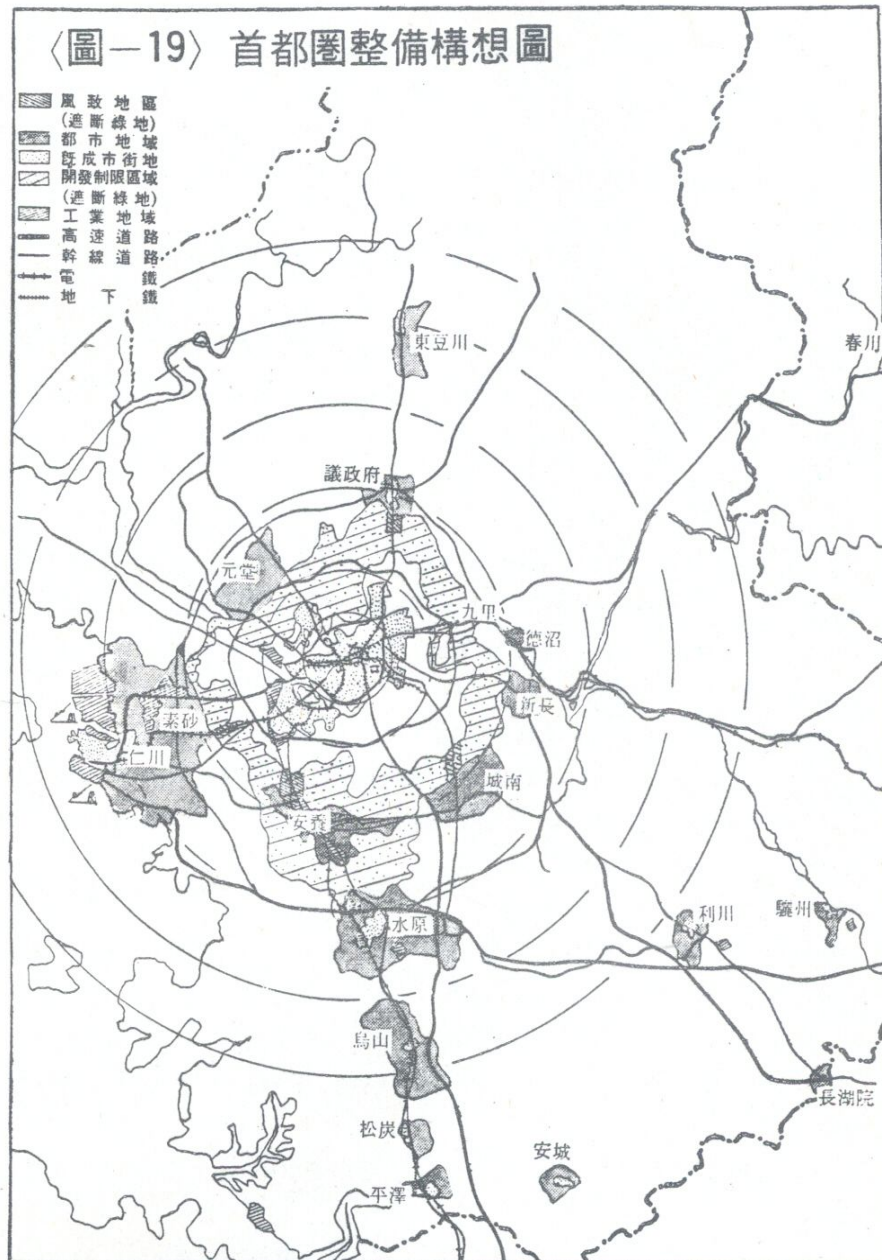 〈圖－19〉首都圏整備構想圖
風致地區
(遮斷綠地)
都市地域
旣成市街地
開發制限區域
(遮斷綠地)
工業地域
高速道路
幹線道路
電鐵
地下鐵
東豆川
春川
議政府
元堂
九里
德沼
新長
素砂
仁川
城南
安養
水原
利川
驪州
烏山
長湖院
松炭
安城
平澤